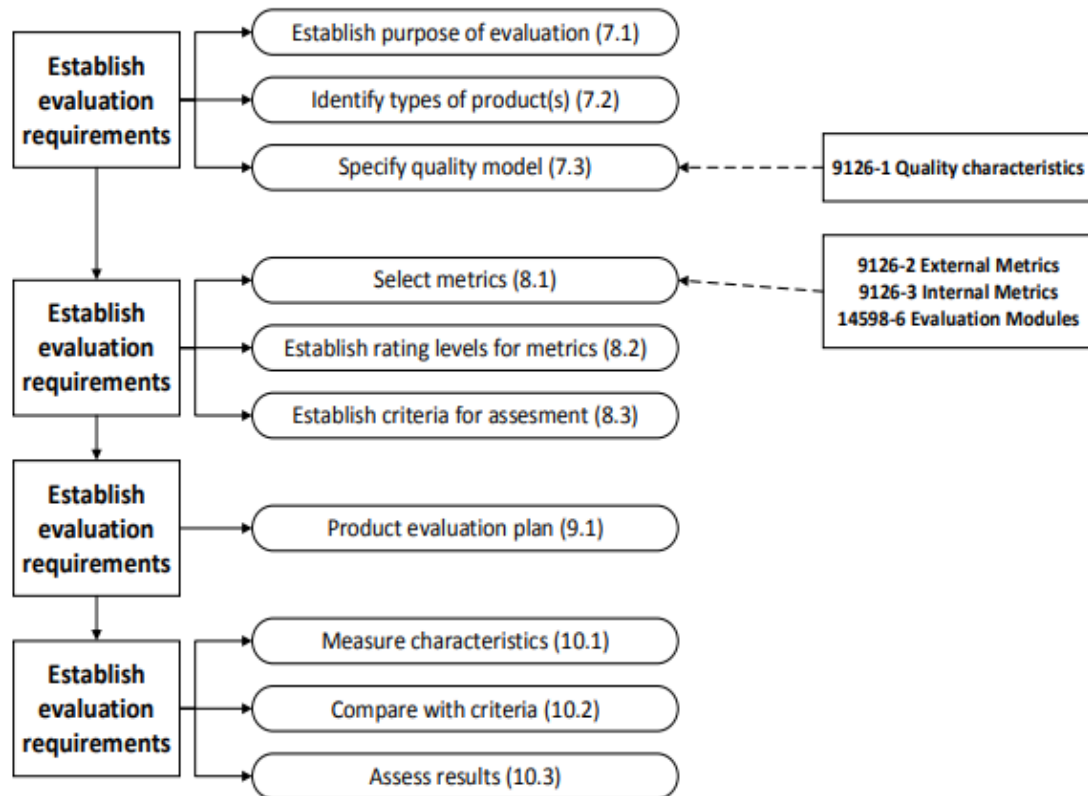 Establish
evaluation
requirements
Establish purpose of evaluation (7.1)
Identify types of product(s) (7.2)
Specify quality model (7.3)
9126-1 Quality characteristics
Establish
evaluation
requirements
Select metrics (8.1)
Establish rating levels for metrics (8.2)
Establish criteria for assesment (8.3)
9126-2 External Metrics
9126-3 Internal Metrics
14598-6 Evaluation Modules
Establish
evaluation
requirements
Product evaluation plan (9.1)
Establish
evaluation
requirements
Measure characteristics (10.1)
Compare with criteria (10.2)
Assess results (10.3)